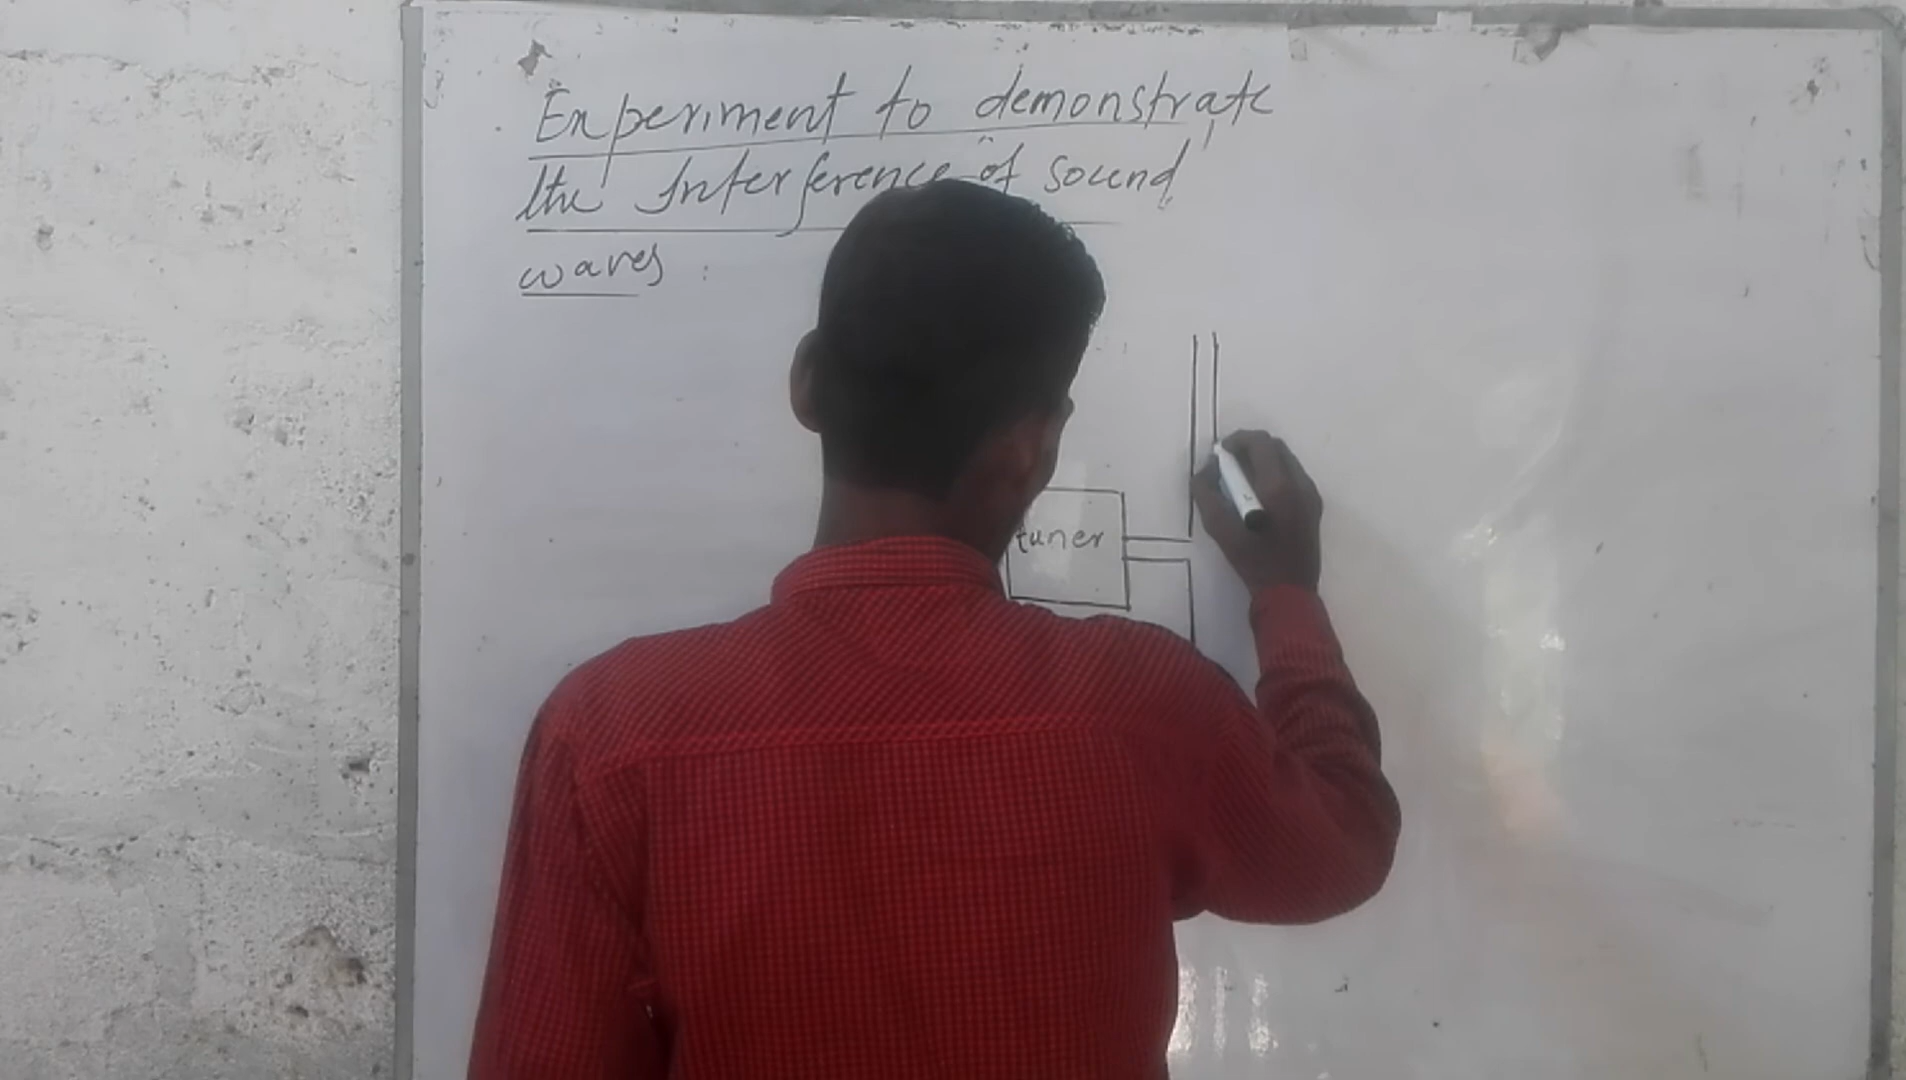 Experiment to demonstrate
the Interference of sound
waves :
tuner